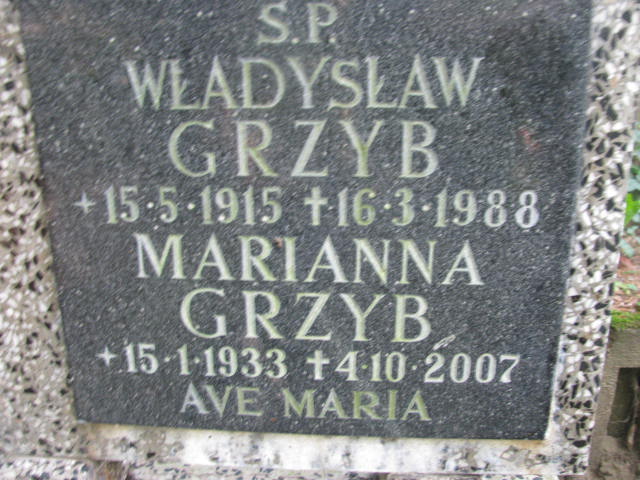 S.P.
WŁADYSŁAW
GRZYB
+15·5·1915 †16·3·1988
MARIANNA
GRZYB
+15·1·1933 †4·10·2007
AVE MARIA